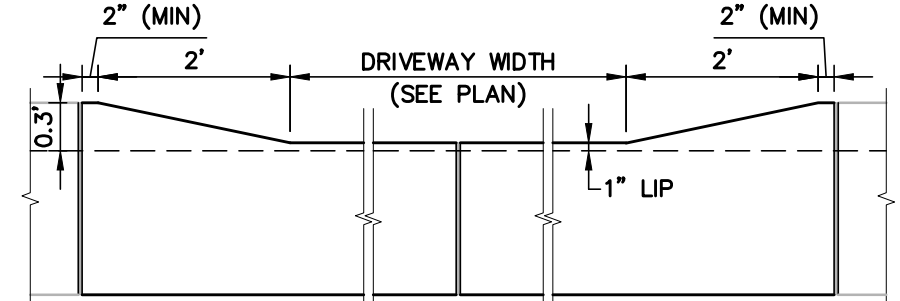 2” (MIN)
2” (MIN)
2'
DRIVEWAY WIDTH
2'
(SEE PLAN)
0.3'
1” LIP